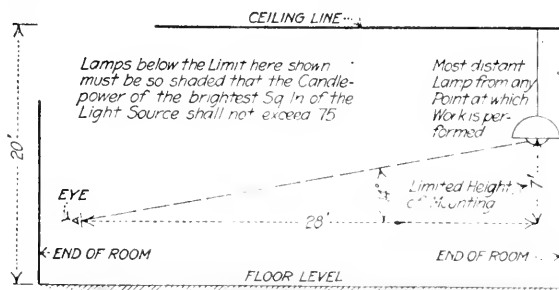 CEILING LINE
Lamps below the Limit here shown
must be so shaded that the Candle-
power of the brightest Sq In of the
Light Source shall not exceed 75
Most distant
Lamp from any
Point at which
Work is per-
formed
20'
EYE
Limited Height
of Mounting
7'
28'
END OF ROOM
END OF ROOM
FLOOR LEVEL